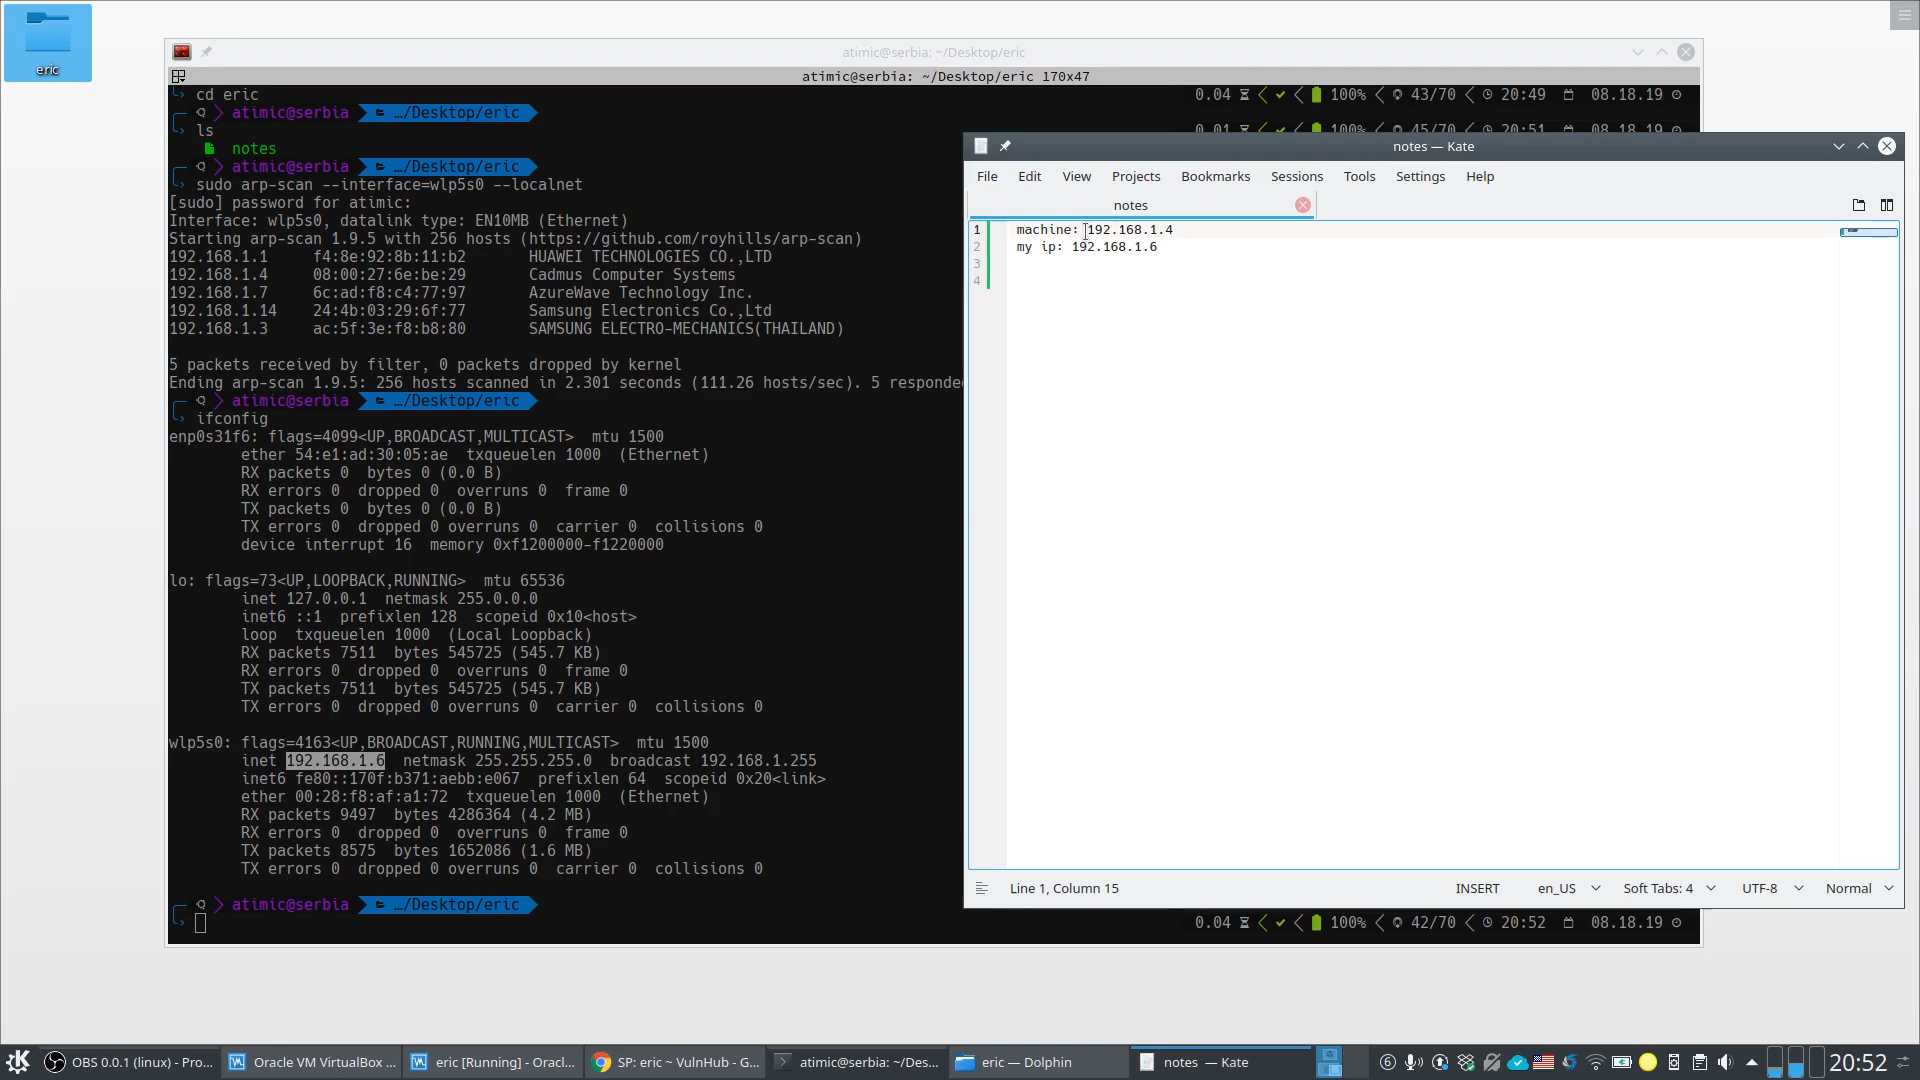 eric
atimic@serbia: ~/Desktop/eric
atimic@serbia: ~/Desktop/eric 170x47
cd eric
0.04 100% 43/70 20:49 08.18.19
atimic@serbia …/Desktop/eric
ls
0.01 100% 45/70 20:51 08.18.19
notes
atimic@serbia …/Desktop/eric
sudo arp-scan --interface=wlp5s0 --localnet
[sudo] password for atimic:
Interface: wlp5s0, datalink type: EN10MB (Ethernet)
Starting arp-scan 1.9.5 with 256 hosts (https://github.com/royhills/arp-scan)
192.168.1.1 f4:8e:92:8b:11:b2 HUAWEI TECHNOLOGIES CO.,LTD
192.168.1.4 08:00:27:6e:be:29 Cadmus Computer Systems
192.168.1.7 6c:ad:f8:c4:77:97 AzureWave Technology Inc.
192.168.1.14 24:4b:03:29:6f:77 Samsung Electronics Co.,Ltd
192.168.1.3 ac:5f:3e:f8:b8:80 SAMSUNG ELECTRO-MECHANICS(THAILAND)
5 packets received by filter, 0 packets dropped by kernel
Ending arp-scan 1.9.5: 256 hosts scanned in 2.301 seconds (111.26 hosts/sec). 5 responde
atimic@serbia …/Desktop/eric
ifconfig
enp0s31f6: flags=4099<UP,BROADCAST,MULTICAST> mtu 1500
ether 54:e1:ad:30:05:ae txqueuelen 1000 (Ethernet)
RX packets 0 bytes 0 (0.0 B)
RX errors 0 dropped 0 overruns 0 frame 0
TX packets 0 bytes 0 (0.0 B)
TX errors 0 dropped 0 overruns 0 carrier 0 collisions 0
device interrupt 16 memory 0xf1200000-f1220000
lo: flags=73<UP,LOOPBACK,RUNNING> mtu 65536
inet 127.0.0.1 netmask 255.0.0.0
inet6 ::1 prefixlen 128 scopeid 0x10<host>
loop txqueuelen 1000 (Local Loopback)
RX packets 7511 bytes 545725 (545.7 KB)
RX errors 0 dropped 0 overruns 0 frame 0
TX packets 7511 bytes 545725 (545.7 KB)
TX errors 0 dropped 0 overruns 0 carrier 0 collisions 0
wlp5s0: flags=4163<UP,BROADCAST,RUNNING,MULTICAST> mtu 1500
inet 192.168.1.6 netmask 255.255.255.0 broadcast 192.168.1.255
inet6 fe80::170f:b371:aebb:e067 prefixlen 64 scopeid 0x20<link>
ether 00:28:f8:af:a1:72 txqueuelen 1000 (Ethernet)
RX packets 9497 bytes 4286364 (4.2 MB)
RX errors 0 dropped 0 overruns 0 frame 0
TX packets 8575 bytes 1652086 (1.6 MB)
TX errors 0 dropped 0 overruns 0 carrier 0 collisions 0
atimic@serbia …/Desktop/eric
0.04 100% 42/70 20:52 08.18.19
notes — Kate
File Edit View Projects Bookmarks Sessions Tools Settings Help
notes
1 machine: 192.168.1.4
2 my ip: 192.168.1.6
3
4
Line 1, Column 15 INSERT en_US Soft Tabs: 4 UTF-8 Normal
OBS 0.0.1 (linux) - Pro... Oracle VM VirtualBox ... eric [Running] - Oracl... SP: eric ~ VulnHub - G... atimic@serbia: ~/Des... eric — Dolphin notes — Kate 6 20:52